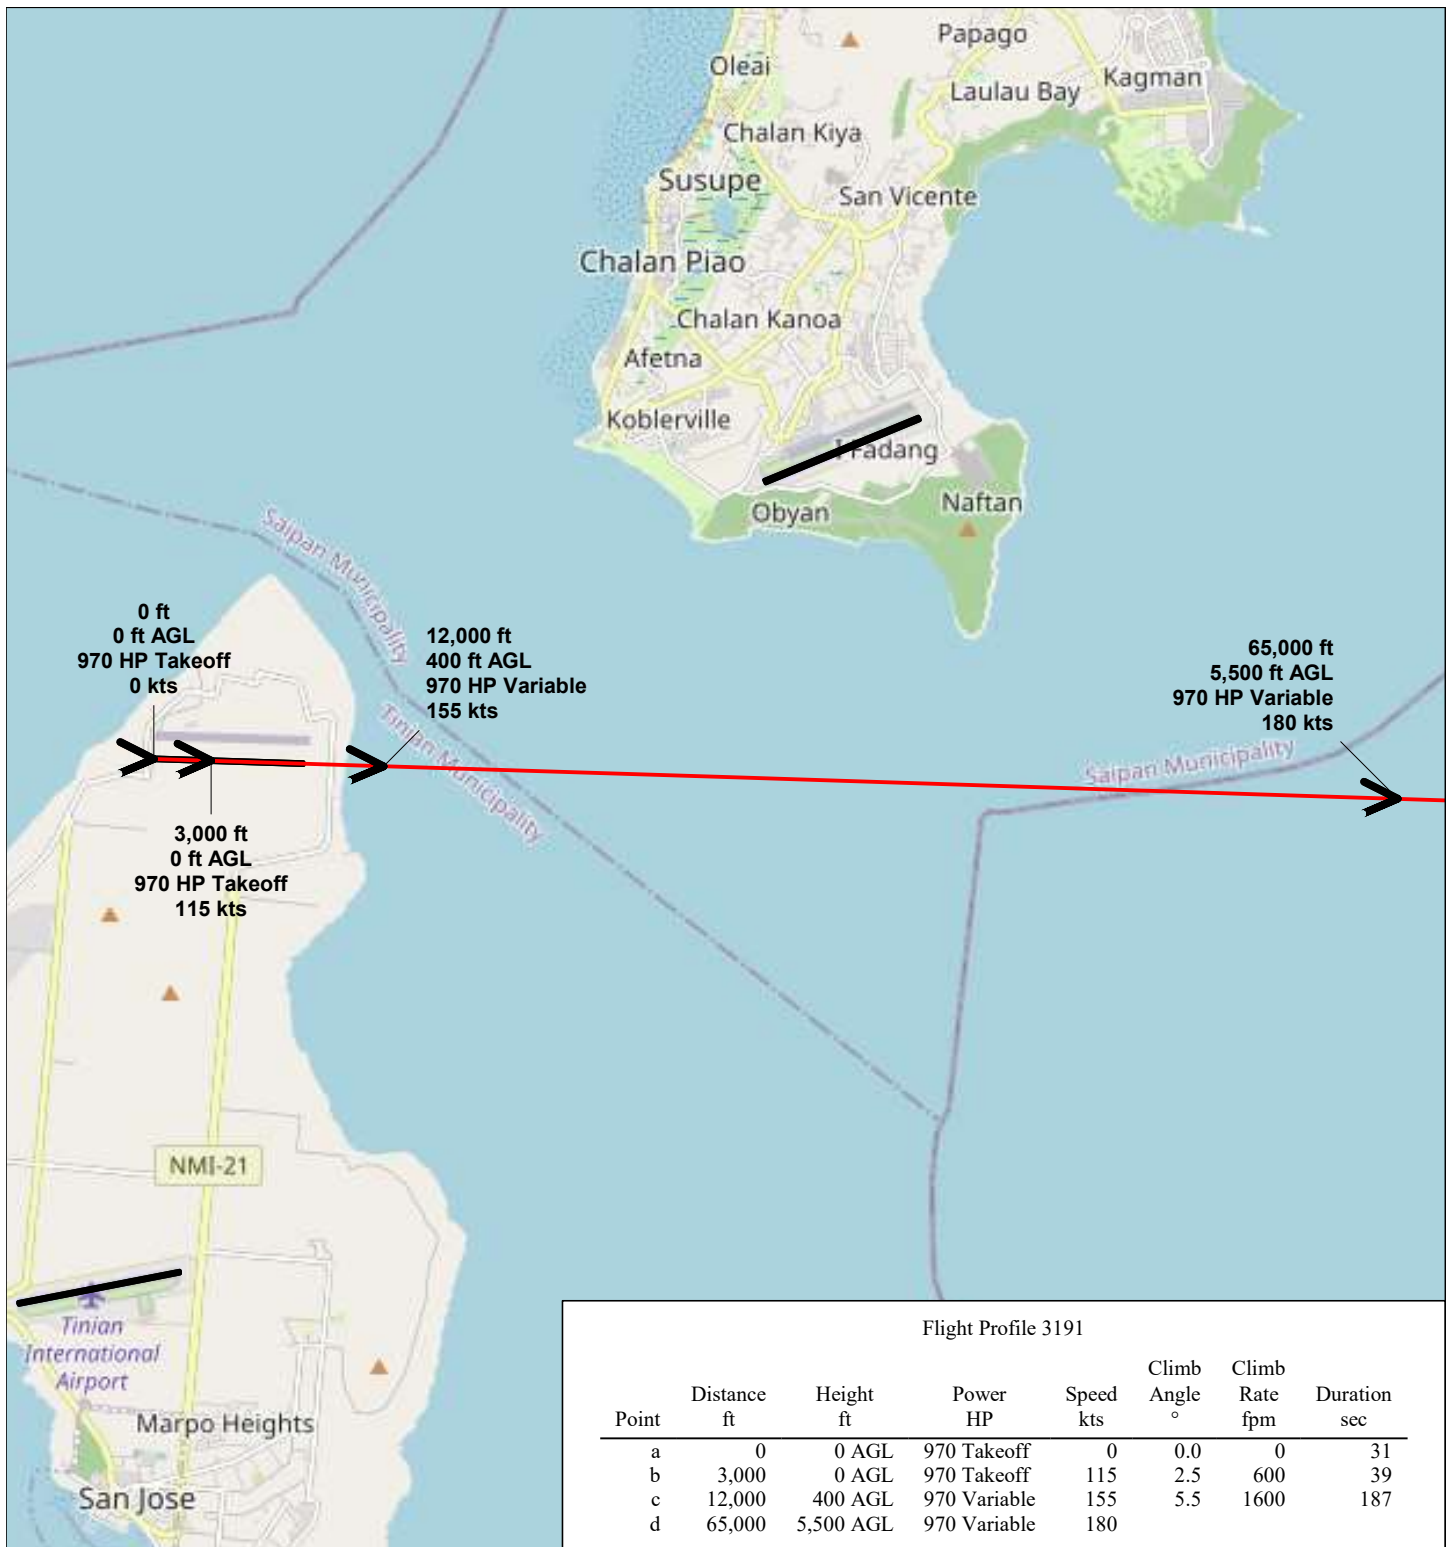 Papago
Oleai
Kagman
Laulau Bay
Chalan Kiya
Susupe
San Vicente
Chalan Piao
Chalan Kanoa
Afetna
Koblerville
I Fadang
Naftan
Obyan
Saipan Municipality
0 ft
0 ft AGL
970 HP Takeoff
0 kts
12,000 ft
400 ft AGL
970 HP Variable
155 kts
65,000 ft
5,500 ft AGL
970 HP Variable
180 kts
Tinian Municipality
Saipan Municipality
3,000 ft
0 ft AGL
970 HP Takeoff
115 kts
NMI-21
Tinian
International
Airport
Marpo Heights
San Jose
Flight Profile 3191
Climb Climb
Distance Height Power Speed Angle Rate Duration
Point ft ft HP kts ° fpm sec
a 0 0 AGL 970 Takeoff 0 0.0 0 31
b 3,000 0 AGL 970 Takeoff 115 2.5 600 39
c 12,000 400 AGL 970 Variable 155 5.5 1600 187
d 65,000 5,500 AGL 970 Variable 180